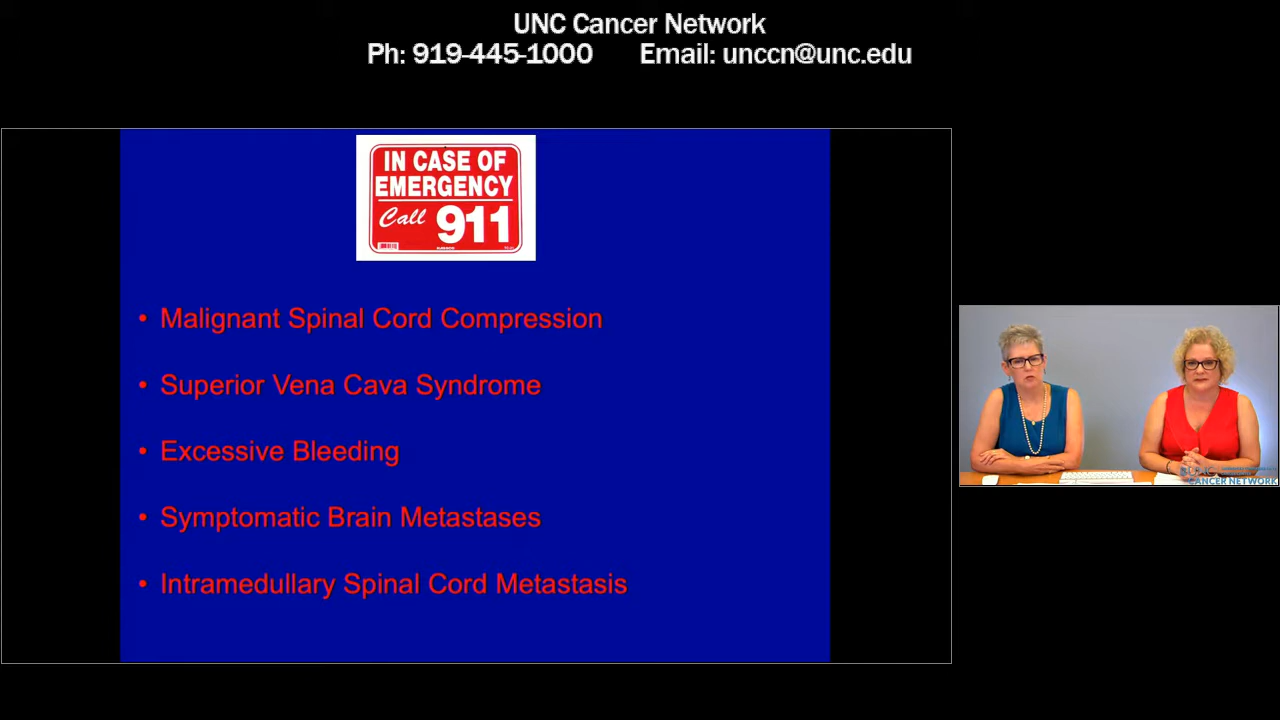 UNC Cancer Network
Ph: 919-445-1000 Email: unccn@unc.edu
IN CASE OF
EMERGENCY
Call 911
• Malignant Spinal Cord Compression
• Superior Vena Cava Syndrome
• Excessive Bleeding
• Symptomatic Brain Metastases
• Intramedullary Spinal Cord Metastasis
UNC
CANCER NETWORK